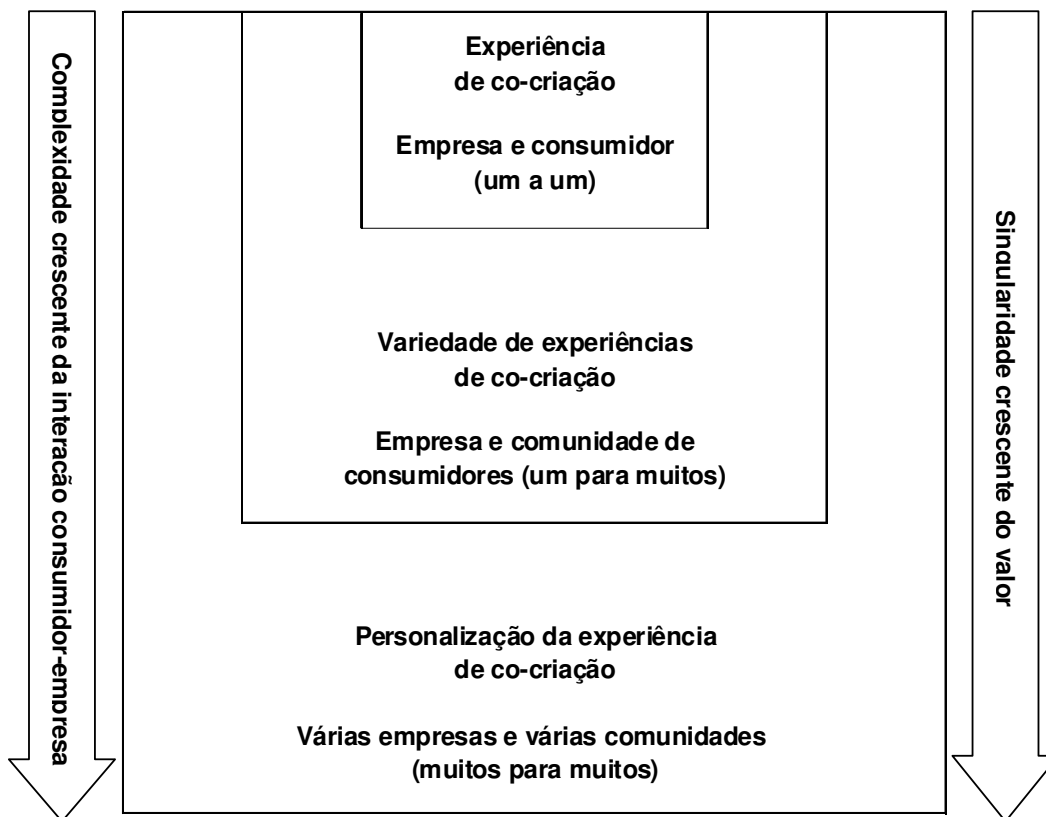 Complexidade crescente da interação consumidor-empresa
Experiência
de co-criação
Empresa e consumidor
(um a um)
Variedade de experiências
de co-criação
Empresa e comunidade de
consumidores (um para muitos)
Personalização da experiência
de co-criação
Várias empresas e várias comunidades
(muitos para muitos)
Singularidade crescente do valor